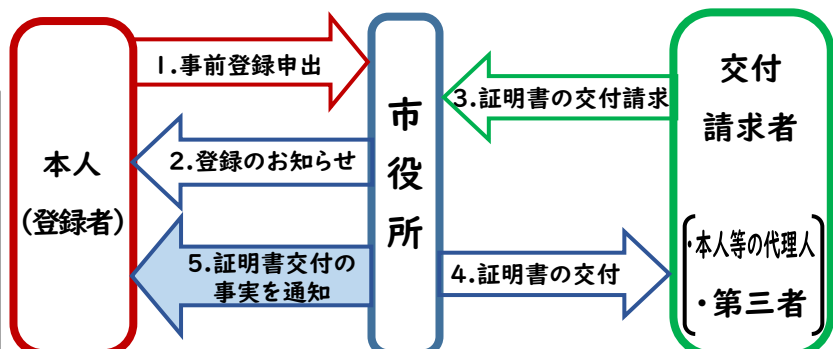 1.事前登録申出
2.登録のお知らせ
5.証明書交付の
事実を通知
本人
(登録者)
市役所
3.証明書の交付請求
4.証明書の交付
交付
請求者
・本人等の代理人
・第三者